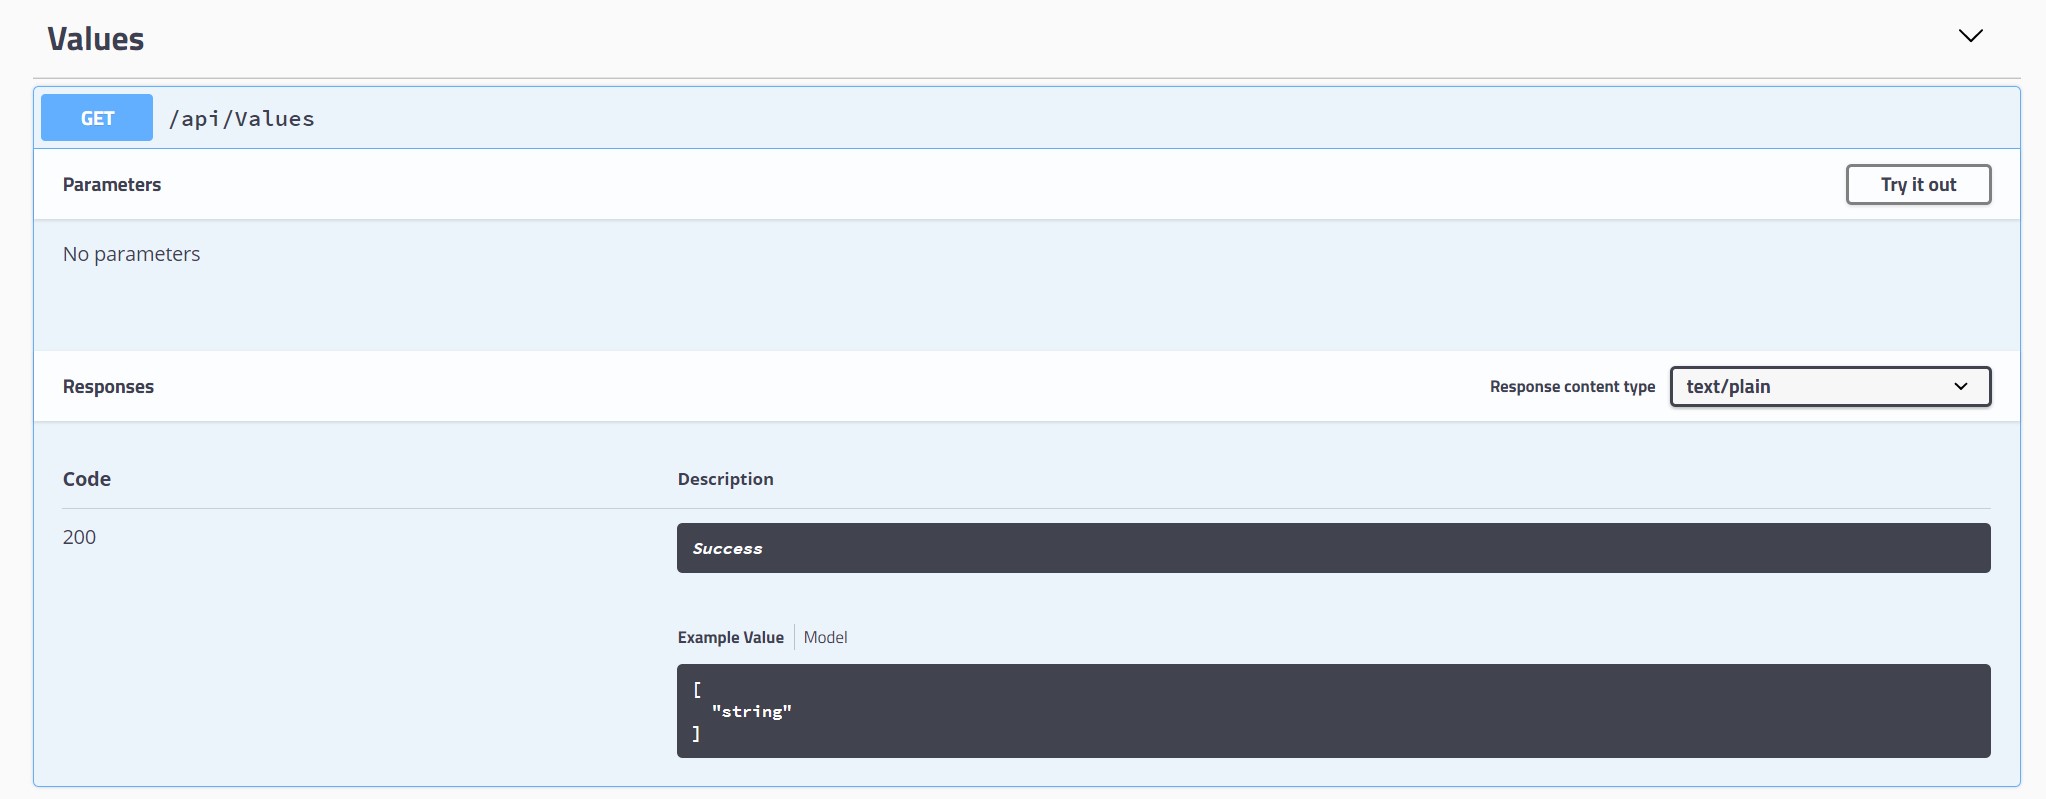 Values
GET /api/Values
Parameters Try it out
No parameters
Responses Response content type text/plain
Code Description
200 Success
Example Value Model
[
"string"
]